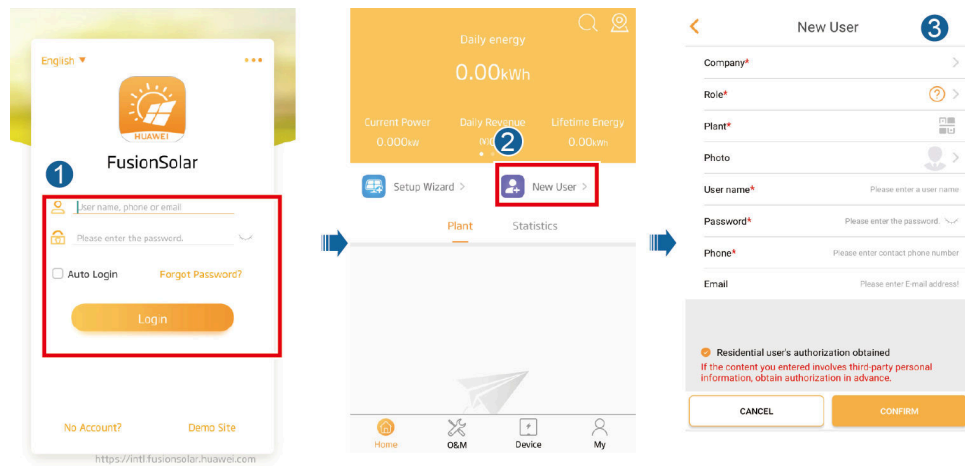 English
HUAWEI
FusionSolar
1
User name, phone or email
Please enter the password.
Auto Login
Forgot Password?
Login
No Account?
Demo Site
https://intl.fusionsolar.huawei.com
Daily energy
0.00kWh
Current Power
Daily Revenue
Lifetime Energy
0.000kW
0.00kWh
2
Setup Wizard >
New User >
Plant
Statistics
Home
O&M
Device
My
New User
3
Company*
Role*
?
Plant*
Photo
User name*
Please enter a user name
Password*
Please enter the password.
Phone*
Please enter contact phone number
Email
Please enter E-mail address!
Residential user's authorization obtained
If the content you entered involves third-party personal
information, obtain authorization in advance.
CANCEL
CONFIRM